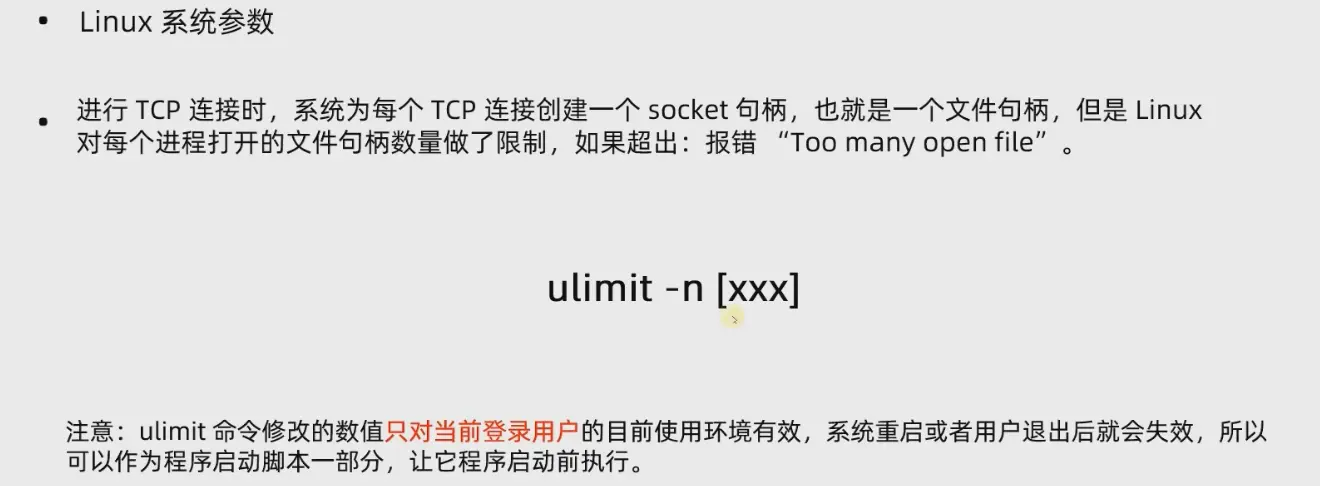 • Linux 系统参数
• 进行 TCP 连接时，系统为每个 TCP 连接创建一个 socket 句柄，也就是一个文件句柄，但是 Linux
对每个进程打开的文件句柄数量做了限制，如果超出：报错 “Too many open file”。
ulimit -n [xxx]
注意：ulimit 命令修改的数值只对当前登录用户的目前使用环境有效，系统重启或者用户退出后就会失效，所以
可以作为程序启动脚本一部分，让它程序启动前执行。